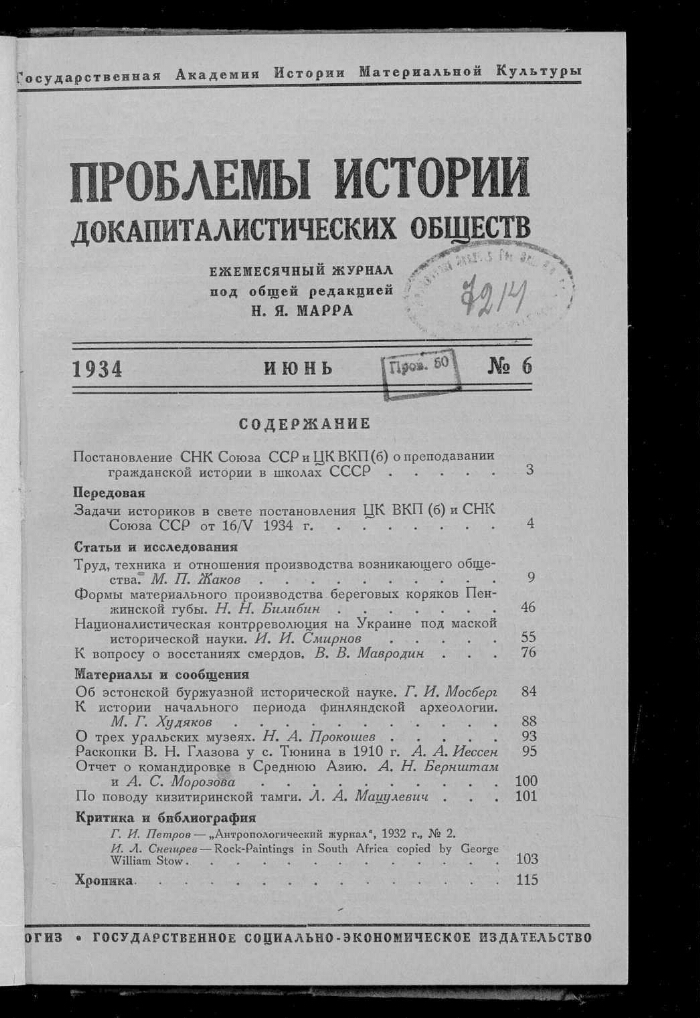 Государственная Академия Истории Материальной Культуры
ПРОБЛЕМЫ ИСТОРИИ
ДОКАПИТАЛИСТИЧЕСКИХ ОБЩЕСТВ
ЕЖЕМЕСЯЧНЫЙ ЖУРНАЛ
под общей редакцией
Н. Я. МАРРА
7214
1934 ИЮНЬ № 6
Пров. 50
СОДЕРЖАНИЕ
Постановление СНК Союза ССР и ЦК ВКП(б) о преподавании
гражданской истории в школах СССР . . . . . 3
Передовая
Задачи историков в свете постановления ЦК ВКП (б) и СНК
Союза ССР от 16/V 1934 г. . . . . . . . 4
Статьи и исследования
Труд, техника и отношения производства возникающего обще-
ства. М. П. Жаков . . . . . . . . . . 9
Формы материального производства береговых коряков Пен-
жинской губы. Н. Н. Билибин . . . . . . . 46
Националистическая контрреволюция на Украине под маской
исторической науки. И. И. Смирнов . . . . . 55
К вопросу о восстаниях смердов. В. В. Мавродин . . . 76
Материалы и сообщения
Об эстонской буржуазной исторической науке. Г. И. Мосберг 84
К истории начального периода финляндской археологии.
М. Г. Худяков . . . . . . . . . . . 88
О трех уральских музеях. Н. А. Прокошев . . . . . 93
Раскопки В. Н. Глазова у с. Тюнина в 1910 г. А. А. Иессен 95
Отчет о командировке в Среднюю Азию. А. Н. Бернштам
и А. С. Морозова . . . . . . . . . . 100
По поводу кизитиринской тамги. Л. А. Мацулевич . . . 101
Критика и библиография
Г. И. Петров — „Антропологический журнал“, 1932 г., № 2.
И. Л. Снегирев — Rock-Paintings in South Africa copied by George
William Stow . . . . . . . . . . . . 103
Хроника . . . . . . . . . . . . . . 115
ОГИЗ • ГОСУДАРСТВЕННОЕ СОЦИАЛЬНО-ЭКОНОМИЧЕСКОЕ ИЗДАТЕЛЬСТВО